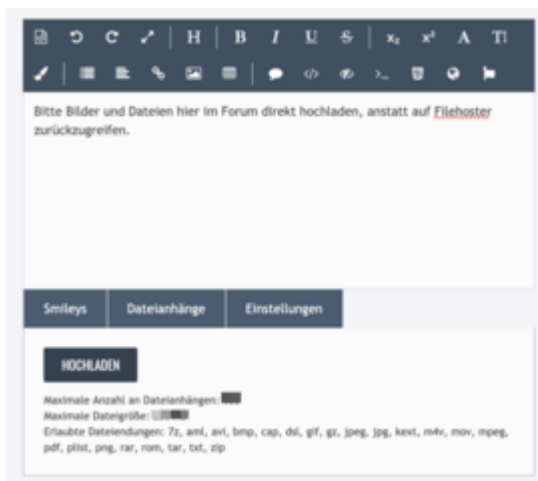 H B I U S x₂ x² A TI
</> >_
Bitte Bilder und Dateien hier im Forum direkt hochladen, anstatt auf Filehoster
zurückzugreifen.
Smileys Dateianhänge Einstellungen
HOCHLADEN
Maximale Anzahl an Dateianhängen:
Maximale Dateigröße:
Erlaubte Dateiendungen: 7z, aml, avi, bmp, cap, dsl, gif, gz, jpeg, jpg, kext, m4v, mov, mpeg,
pdf, plist, png, rar, rom, tar, txt, zip